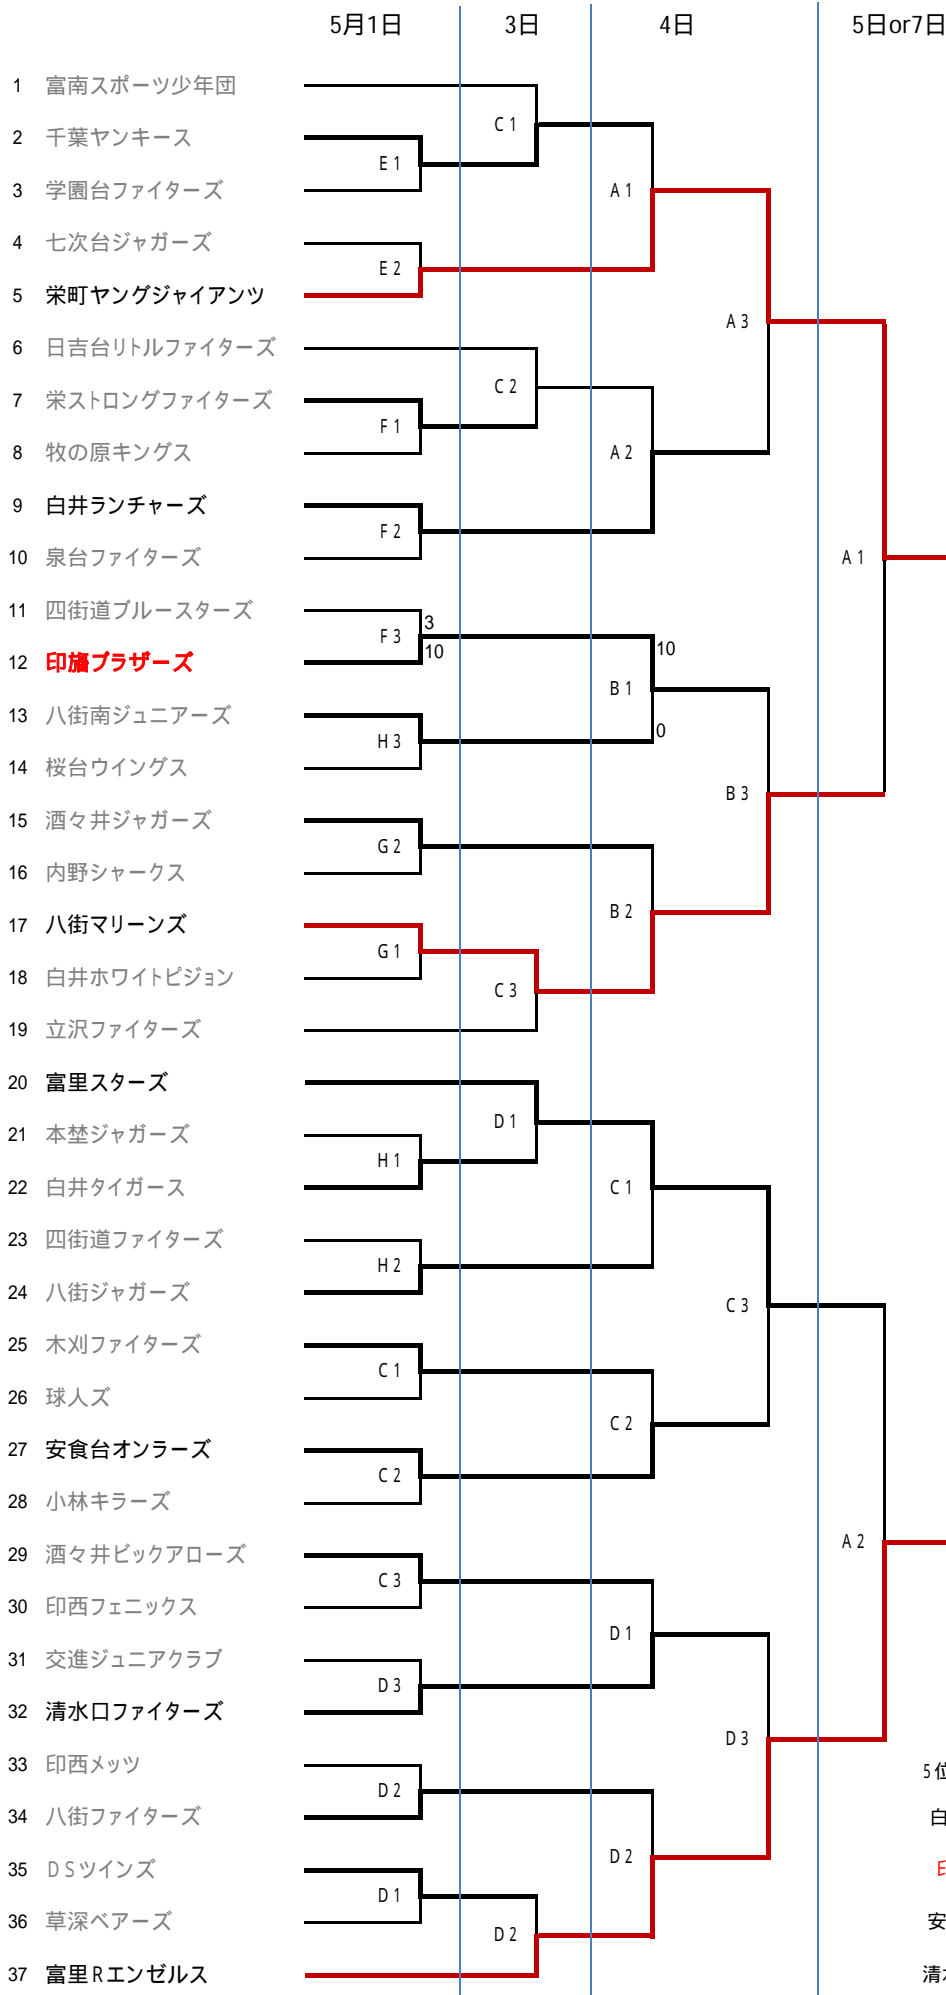 5月1日 3日 4日 5日or7日
1 富南スポーツ少年団
C1
2 千葉ヤンキース
E1
3 学園台ファイターズ
A1
4 七次台ジャガーズ
E2
5 栄町ヤングジャイアンツ
A3
6 日吉台リトルファイターズ
C2
7 栄ストロングファイターズ
F1
8 牧の原キングス
A2
9 白井ランチャーズ
F2
10 泉台ファイターズ
A1
11 四街道ブルースターズ
3
F3
10
10
12 印旛ブラザーズ
B1
13 八街南ジュニアーズ
0
H3
14 桜台ウイングス
B3
15 酒々井ジャガーズ
G2
16 内野シャークス
B2
17 八街マリーンズ
G1
18 白井ホワイトピジョン
C3
19 立沢ファイターズ
20 富里スターズ
D1
21 本埜ジャガーズ
H1
22 白井タイガース
C1
23 四街道ファイターズ
H2
24 八街ジャガーズ
C3
25 木刈ファイターズ
C1
26 球人ズ
C2
27 安食台オンラーズ
C2
28 小林キラーズ
A2
29 酒々井ビックアローズ
C3
30 印西フェニックス
D1
31 交進ジュニアクラブ
D3
32 清水口ファイターズ
D3
33 印西メッツ
5位
D2
34 八街ファイターズ
白
D2
35 DSツインズ
D1
36 草深ベアーズ
安
D2
37 富里Rエンゼルス
清